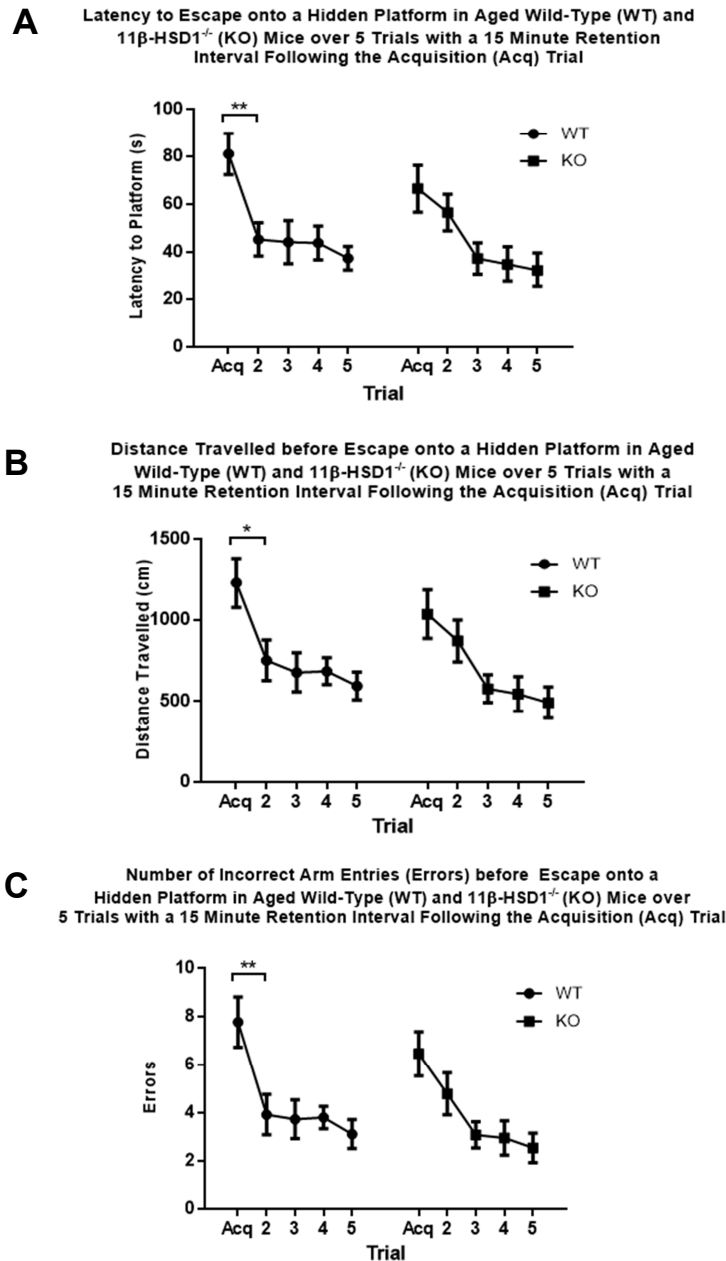 A
Latency to Escape onto a Hidden Platform in Aged Wild-Type (WT) and
11β-HSD1-/- (KO) Mice over 5 Trials with a 15 Minute Retention
Interval Following the Acquisition (Acq) Trial
**
WT
KO
100
80
60
40
20
0
Latency to Platform (s)
Acq 2 3 4 5 Acq 2 3 4 5
Trial
B
Distance Travelled before Escape onto a Hidden Platform in Aged
Wild-Type (WT) and 11β-HSD1-/- (KO) Mice over 5 Trials with a
15 Minute Retention Interval Following the Acquisition (Acq) Trial
*
WT
KO
1500
1000
500
0
Distance Travelled (cm)
Acq 2 3 4 5 Acq 2 3 4 5
Trial
C
Number of Incorrect Arm Entries (Errors) before Escape onto a
Hidden Platform in Aged Wild-Type (WT) and 11β-HSD1-/- (KO) Mice over
5 Trials with a 15 Minute Retention Interval Following the Acquisition (Acq) Trial
**
WT
KO
10
8
6
4
2
0
Errors
Acq 2 3 4 5 Acq 2 3 4 5
Trial